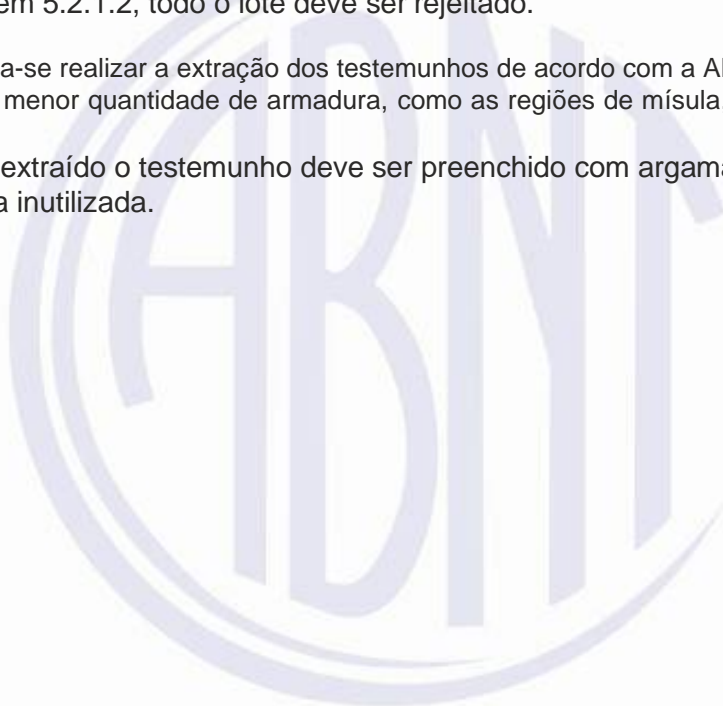 em 5.2.1.2, todo o lote deve ser rejeitado.
a-se realizar a extração dos testemunhos de acordo com a
menor quantidade de armadura, como as regiões de mísula.
extraído o testemunho deve ser preenchido com
a inutilizada.
ABNT